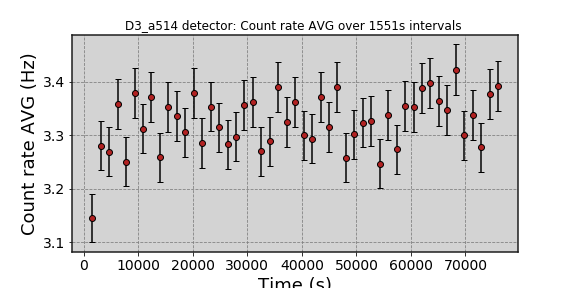 D3_a514 detector: Count rate AVG over 1551s intervals
Count rate AVG (Hz)
3.4
3.3
3.2
3.1
0 10000 20000 30000 40000 50000 60000 70000
Time (s)